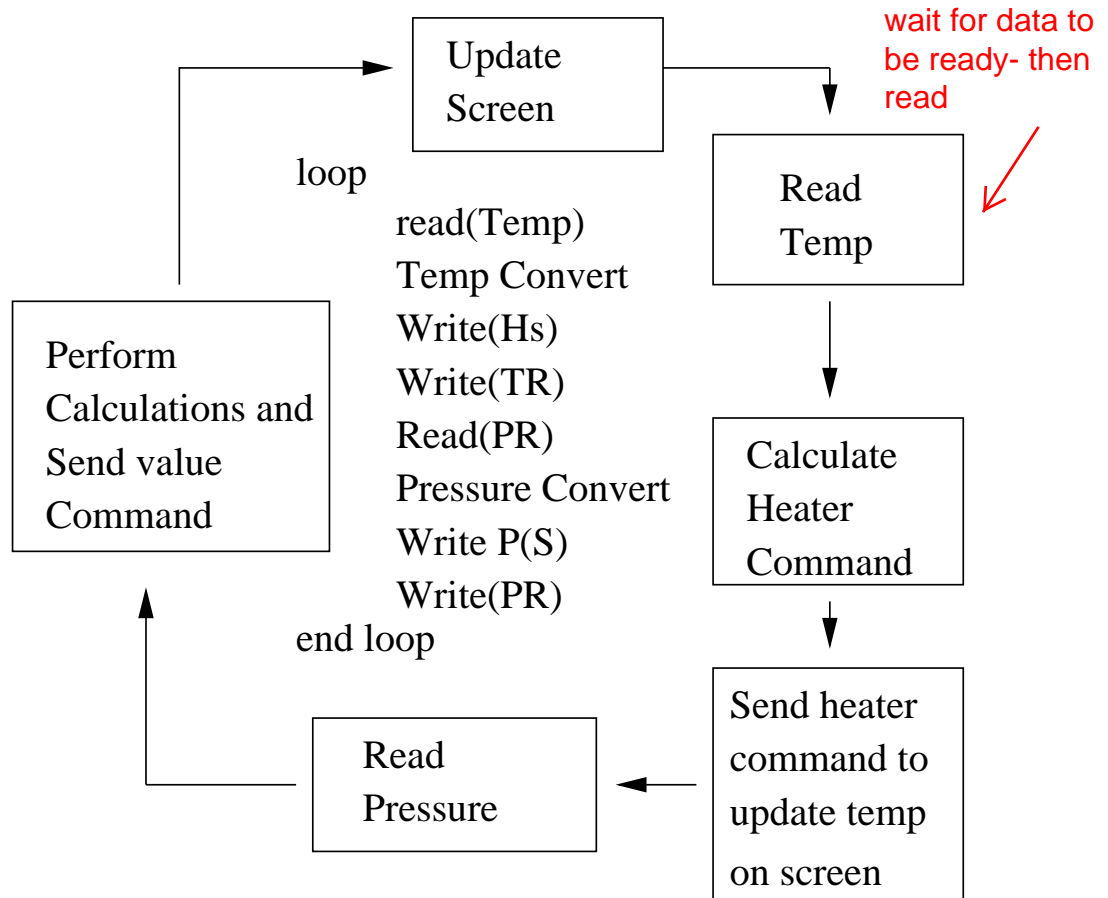 Update
Screen
wait for data to
be ready- then
read
Read
Temp
Calculate
Heater
Command
Send heater
command to
update temp
on screen
Read
Pressure
Perform
Calculations and
Send value
Command
loop
read(Temp)
Temp Convert
Write(Hs)
Write(TR)
Read(PR)
Pressure Convert
Write P(S)
Write(PR)
end loop